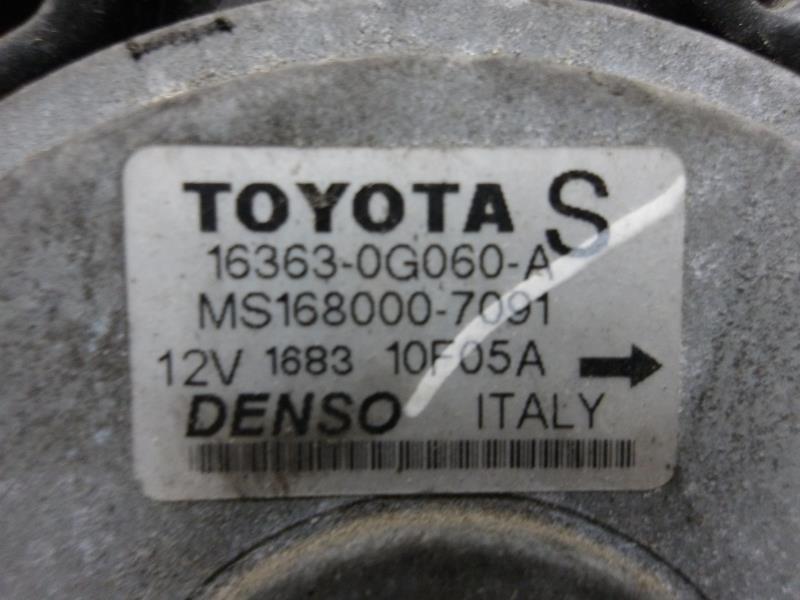 TOYOTA S
16363-0G060-A
MS168000-7091
12V 1683 10F05A
DENSO ITALY